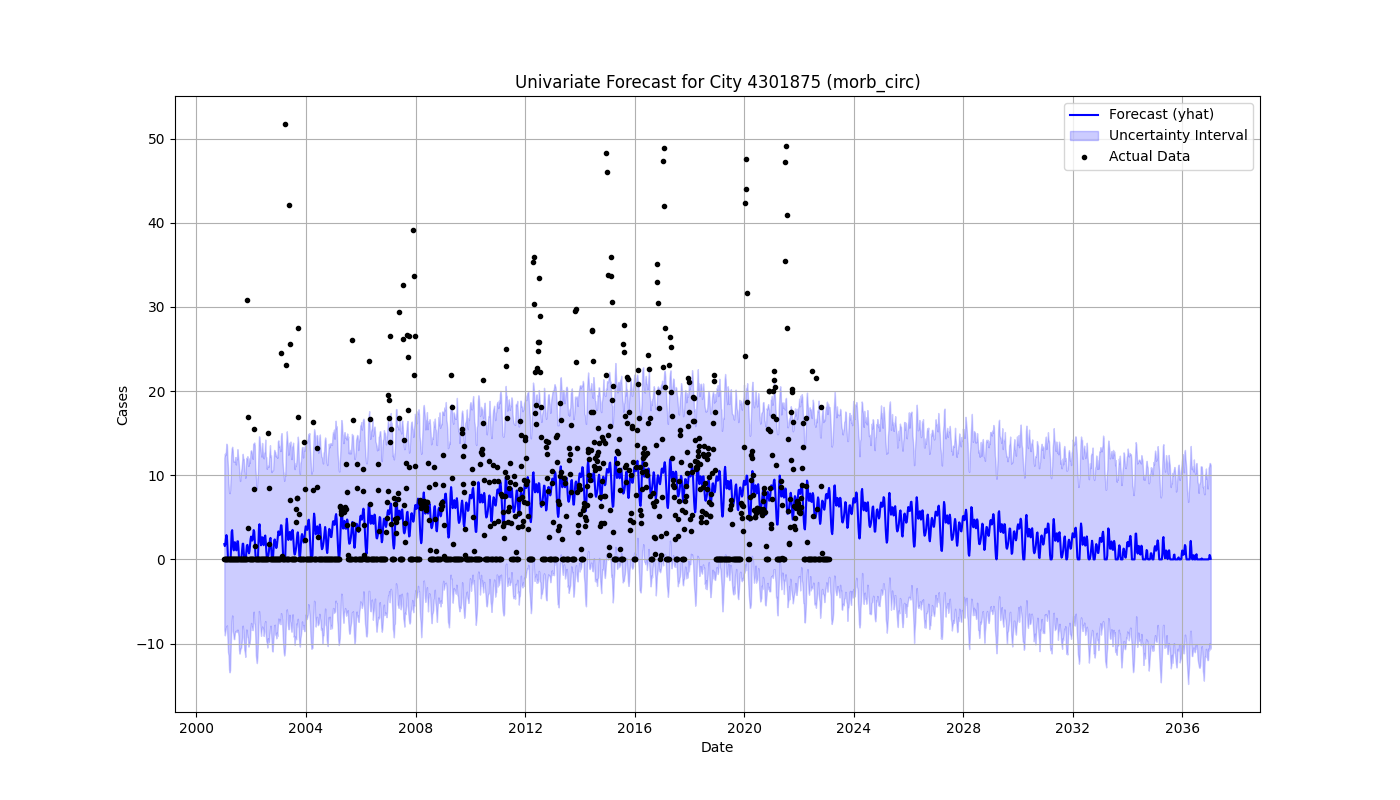 Univariate Forecast for City 4301875 (morb_circ)
Forecast (yhat)
Uncertainty Interval
Actual Data
Cases
50
40
30
20
10
0
−10
2000 2004 2008 2012 2016 2020 2024 2028 2032 2036
Date